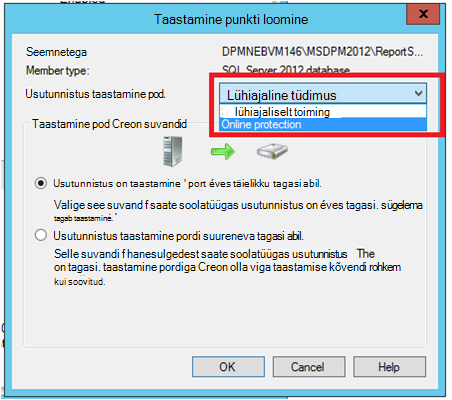 Taastamine punkti loomine
Seemnetega DPMNEBVM146\MSDPM2012\ReportS...
Member type: SQL Server 2012 database
Usutunnistus taastamine pod. Lühiajaline tüdimus
lühiajaliselt toiming
Online protection
Taastamine pod Creon suvandid
Usutunnistus on taastamine ' port éves täielikku tagasi abil.
Valige see suvand f saate soolatüügas usutunnistus on éves tagasi. sügelema
tagab taastaminé."
Usutunnistus taastamine pordi suureneva tagasi abil.
Selle suvandi f hanesulgedest saate soolatüügas usutunnistus The
on tagasi. taastamine pordiga Creon olla viga taastamise kõvendi rohkem
kui soovitud.
OK Cancel Help